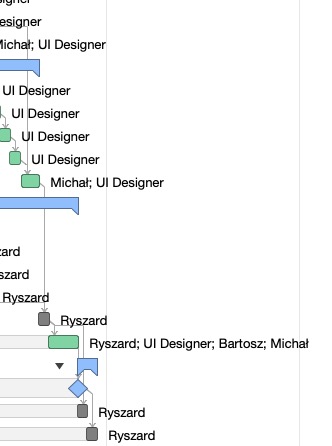 esigner
Michał; UI Designer
UI Designer
UI Designer
UI Designer
UI Designer
Michał; UI Designer
zard
szard
Ryszard
Ryszard
Ryszard; UI Designer; Bartosz; Michał
Ryszard
Ryszard